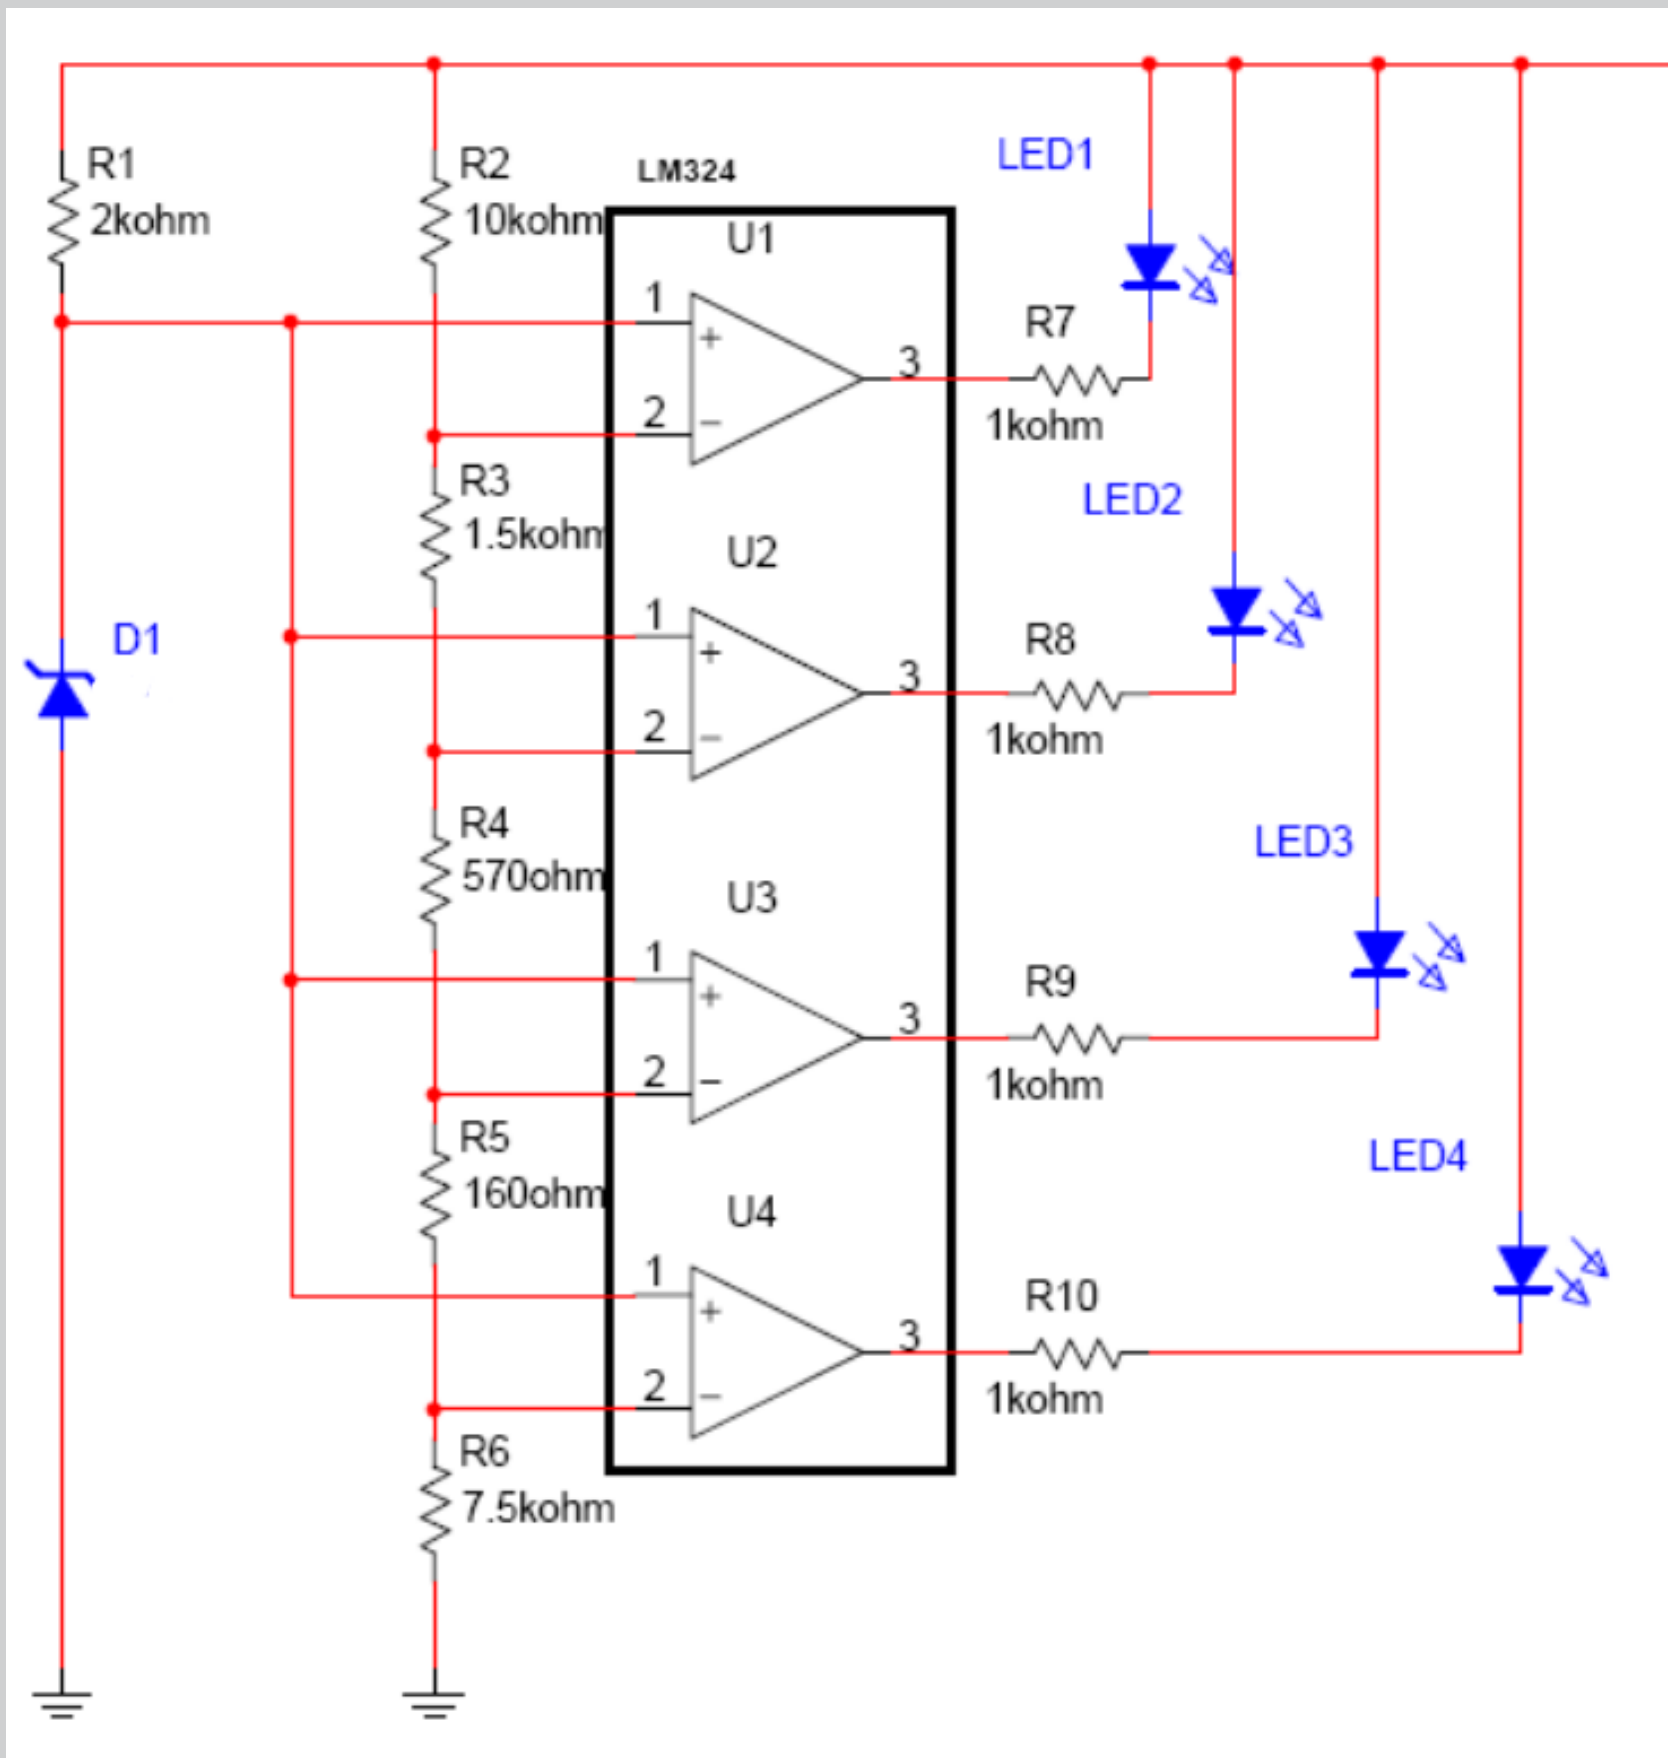 LED1
R1
2kohm
R2
10kohm
LM324
U1
1
+
2
−
3
R7
1kohm
R3
1.5kohm
LED2
U2
1
+
2
−
3
R8
1kohm
D1
R4
570ohm
LED3
U3
1
+
2
−
3
R9
1kohm
R5
160ohm
LED4
U4
1
+
2
−
3
R10
1kohm
R6
7.5kohm